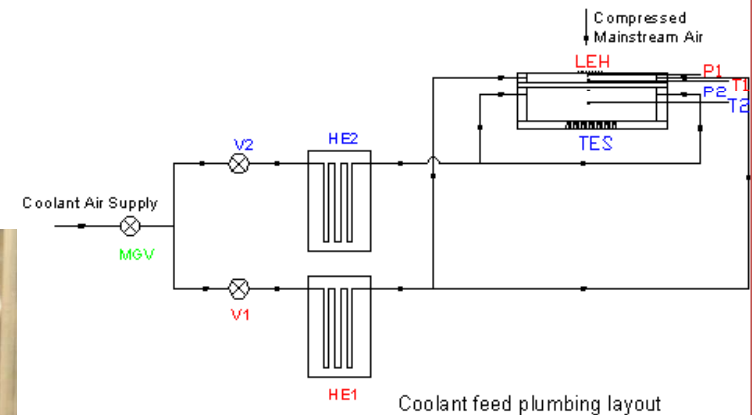 Compressed
Mainstream Air
LEH
P1
T1
P2
T2
TES
V2
HE2
Coolant Air Supply
MGV
V1
HE1
Coolant feed plumbing layout